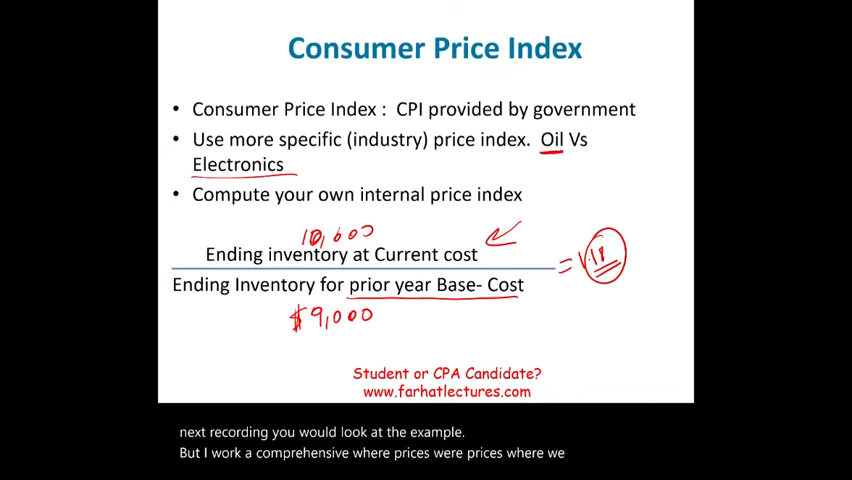 Consumer Price Index
• Consumer Price Index : CPI provided by government
• Use more specific (industry) price index. Oil Vs
Electronics
• Compute your own internal price index
10,600
Ending inventory at Current cost
= 1.18
Ending Inventory for prior year Base- Cost
$9,000
Student or CPA Candidate?
www.farhatlectures.com
next recording you would look at the example.
But I work a comprehensive where prices were prices where we